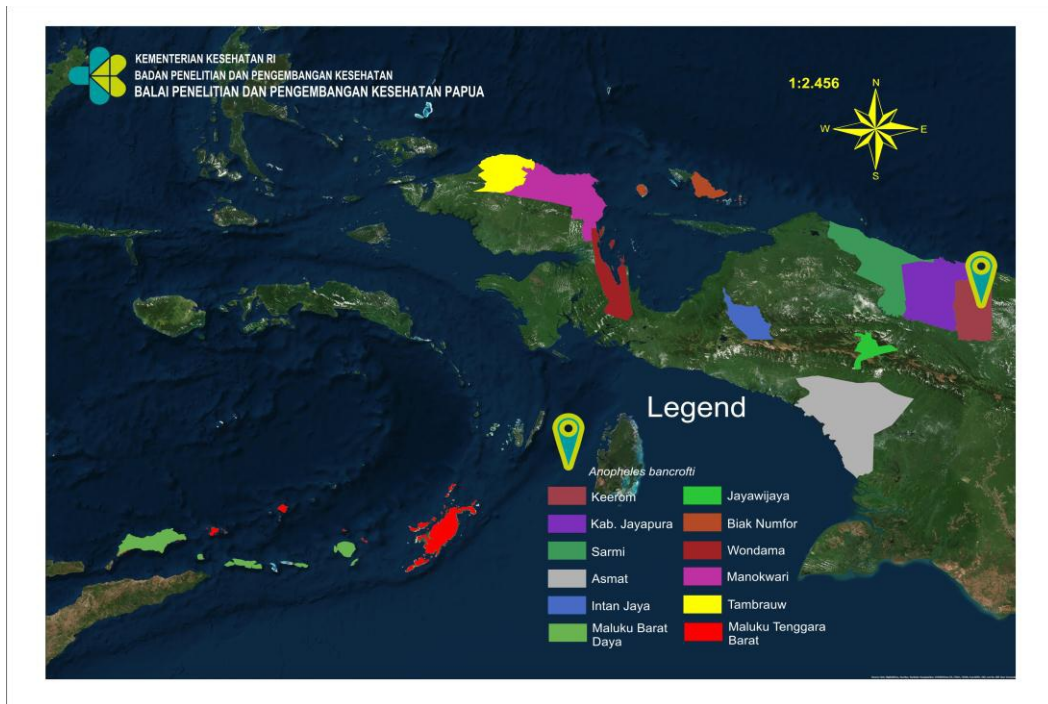 KEMENTERIAN KESEHATAN RI
BADAN PENELITIAN DAN PENGEMBANGAN KESEHATAN
BALAI PENELITIAN DAN PENGEMBANGAN KESEHATAN PAPUA
1:2.456
N
W
E
S
Legend
Anopheles bancrofti
Keerom
Jayawijaya
Kab. Jayapura
Biak Numfor
Sarmi
Wondama
Asmat
Manokwari
Intan Jaya
Tambrauw
Maluku Barat
Daya
Maluku Tenggara
Barat